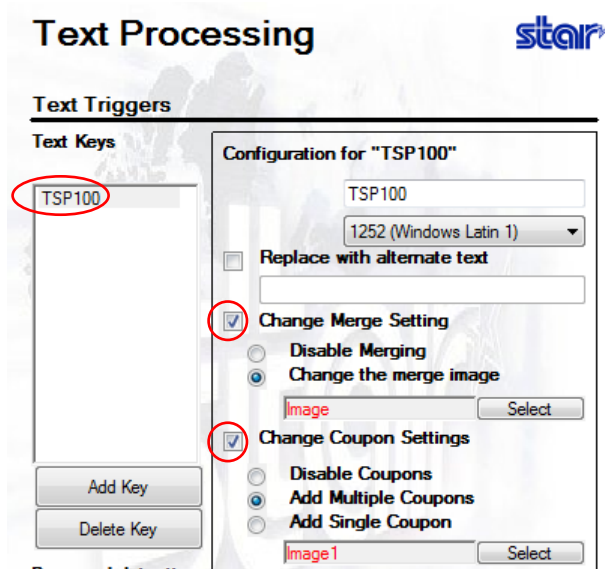 Text Processing
star
Text Triggers
Text Keys
TSP100
Add Key
Delete Key
Configuration for "TSP100"
TSP100
1252 (Windows Latin 1)
Replace with alternate text
Change Merge Setting
Disable Merging
Change the merge image
Image
Select
Change Coupon Settings
Disable Coupons
Add Multiple Coupons
Add Single Coupon
Image1
Select